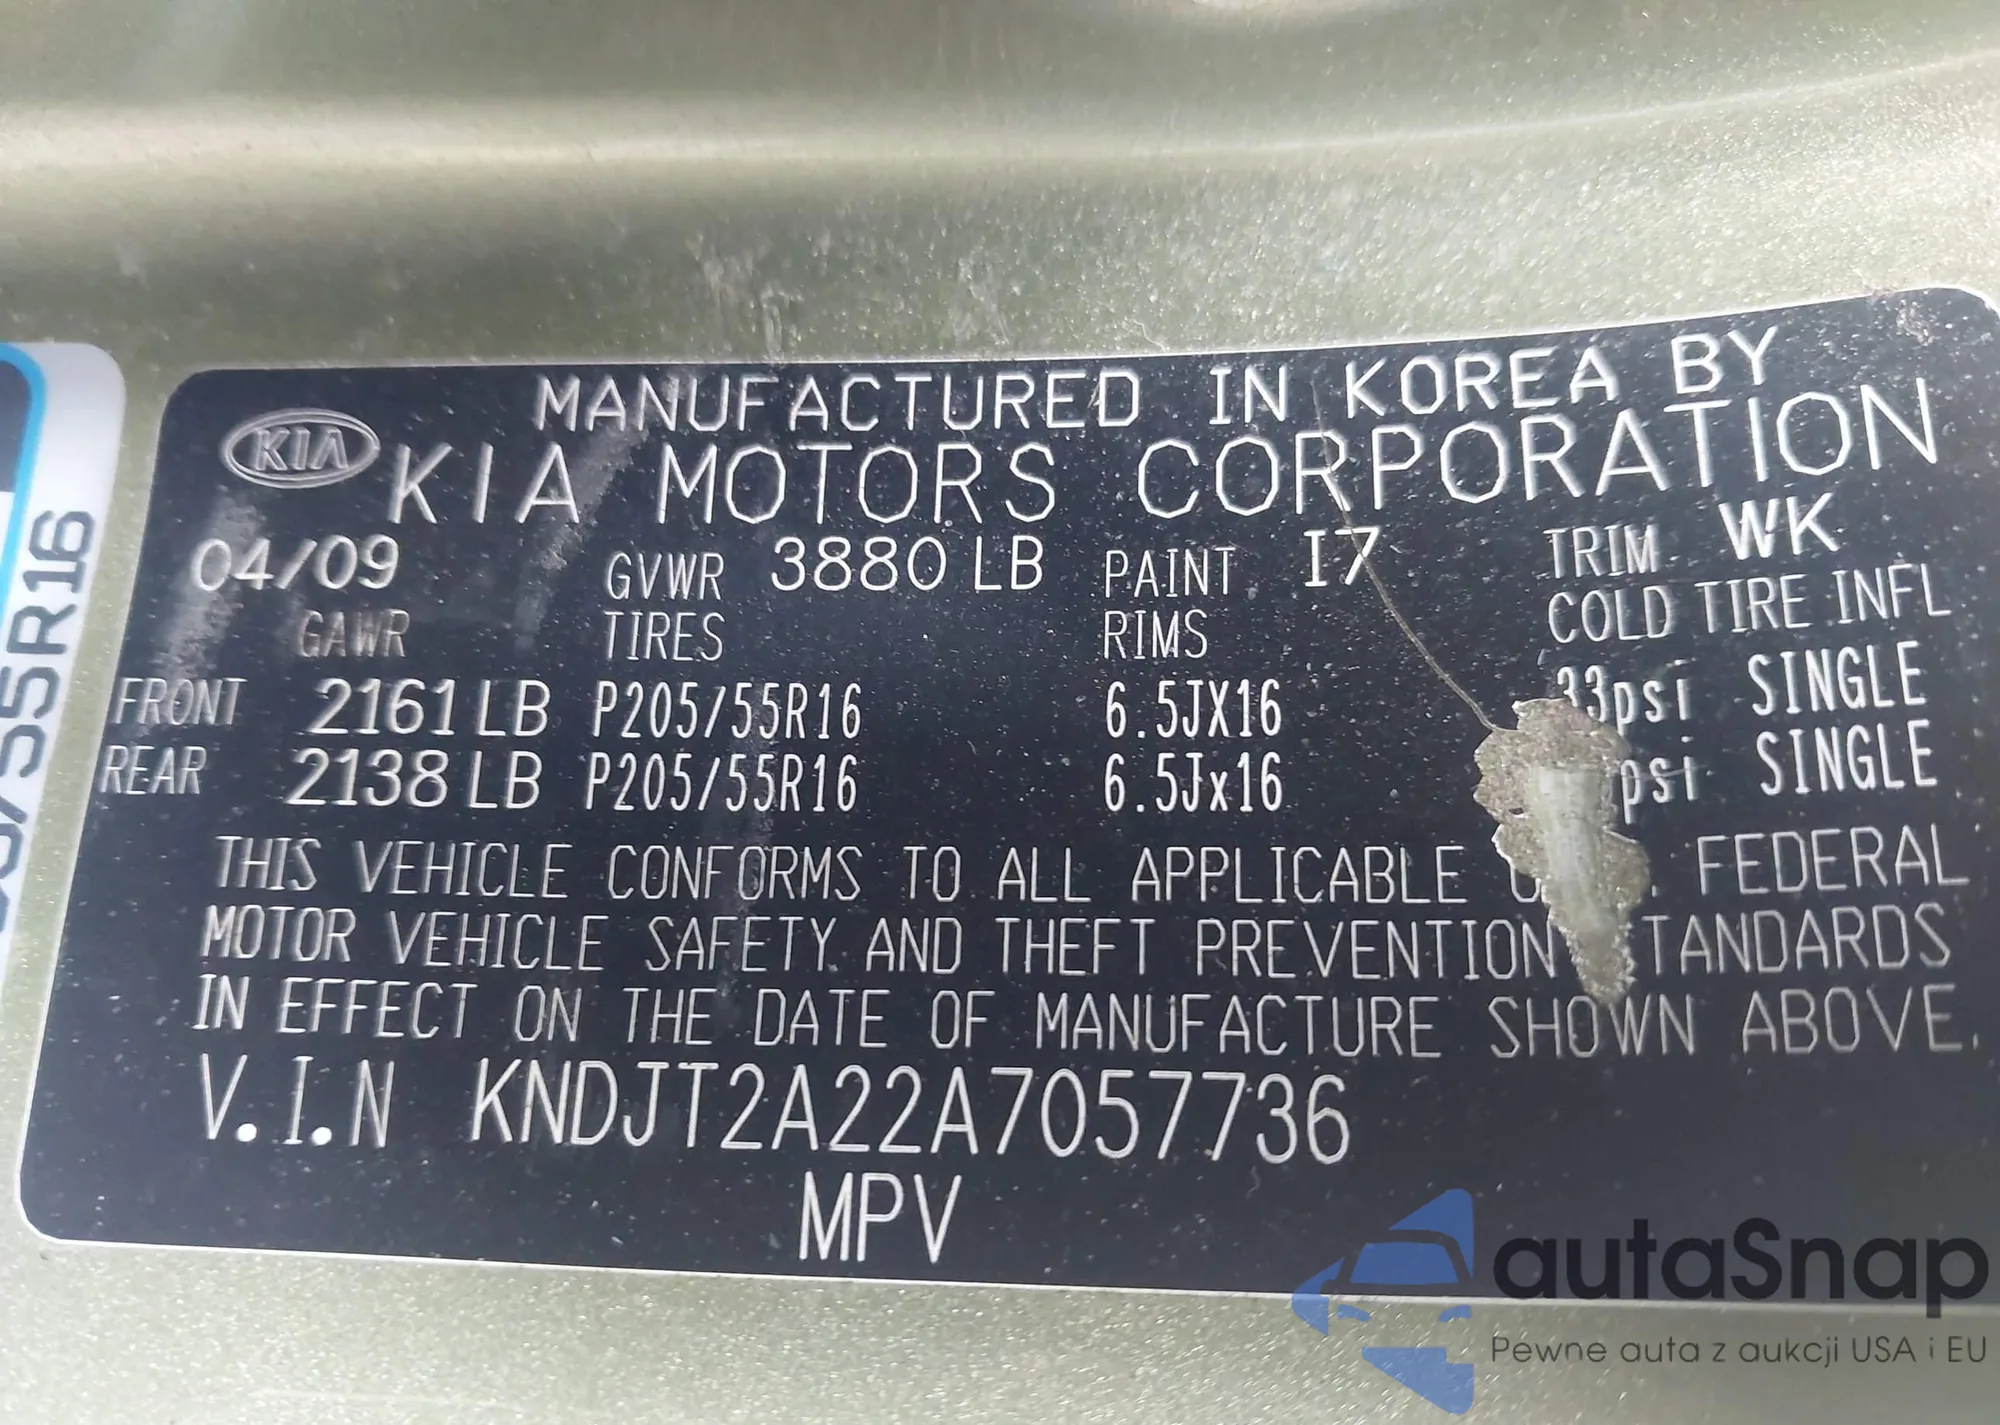 MANUFACTURED IN KOREA BY
KIA KIA MOTORS CORPORATION
04/09 GVWR 3880 LB PAINT I7 TRIM WK
GAWR TIRES RIMS COLD TIRE INFL
FRONT 2161 LB P205/55R16 6.5JX16 33psi SINGLE
REAR 2138 LB P205/55R16 6.5Jx16 psi SINGLE
THIS VEHICLE CONFORMS TO ALL APPLICABLE FEDERAL
MOTOR VEHICLE SAFETY AND THEFT PREVENTION TANDARDS
IN EFFECT ON THE DATE OF MANUFACTURE SHOWN ABOVE.
V.I.N KNDJT2A22A7057736
MPV
/55R16
autaSnap
Pewne auta z aukcji USA i EU